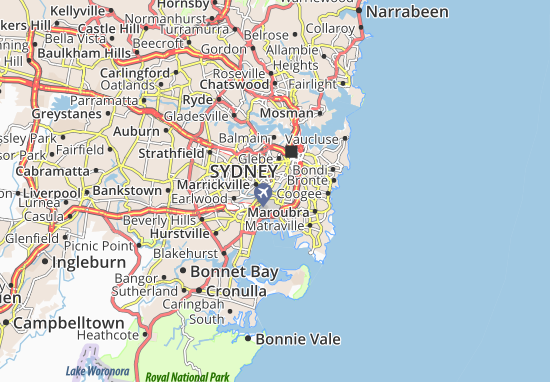 Hornsby
Narrabeen
Kellyville
Normanhurst
kers Hill
Castle Hill
Turramurra
Belrose
Collaroy
Bella Vista
Beecroft
Gordon
Allambie
Heights
nning
Baulkham Hills
Hill
Roseville
Carlingford
Chatswood
Fairlight
Oatlands
Parramatta
Ryde
Mosman
Greystanes
Gladesville
Auburn
Balmain
Vaucluse
sley Park
Fairfield
Strathfield
Glebe
sor Park
SYDNEY
Bondi
Cabramatta
Bronte
Liverpool
Bankstown
Marrickville
Coogee
Lurnea
Earlwood
Casula
Beverly Hills
Maroubra
Glenfield
Hurstville
Matraville
Picnic Point
Blakehurst
Ingleburn
Bonnet Bay
Bangor
Sutherland
Cronulla
en
Caringbah
South
Campbelltown
Heathcote
Bonnie Vale
Lake Woronora
Royal National Park